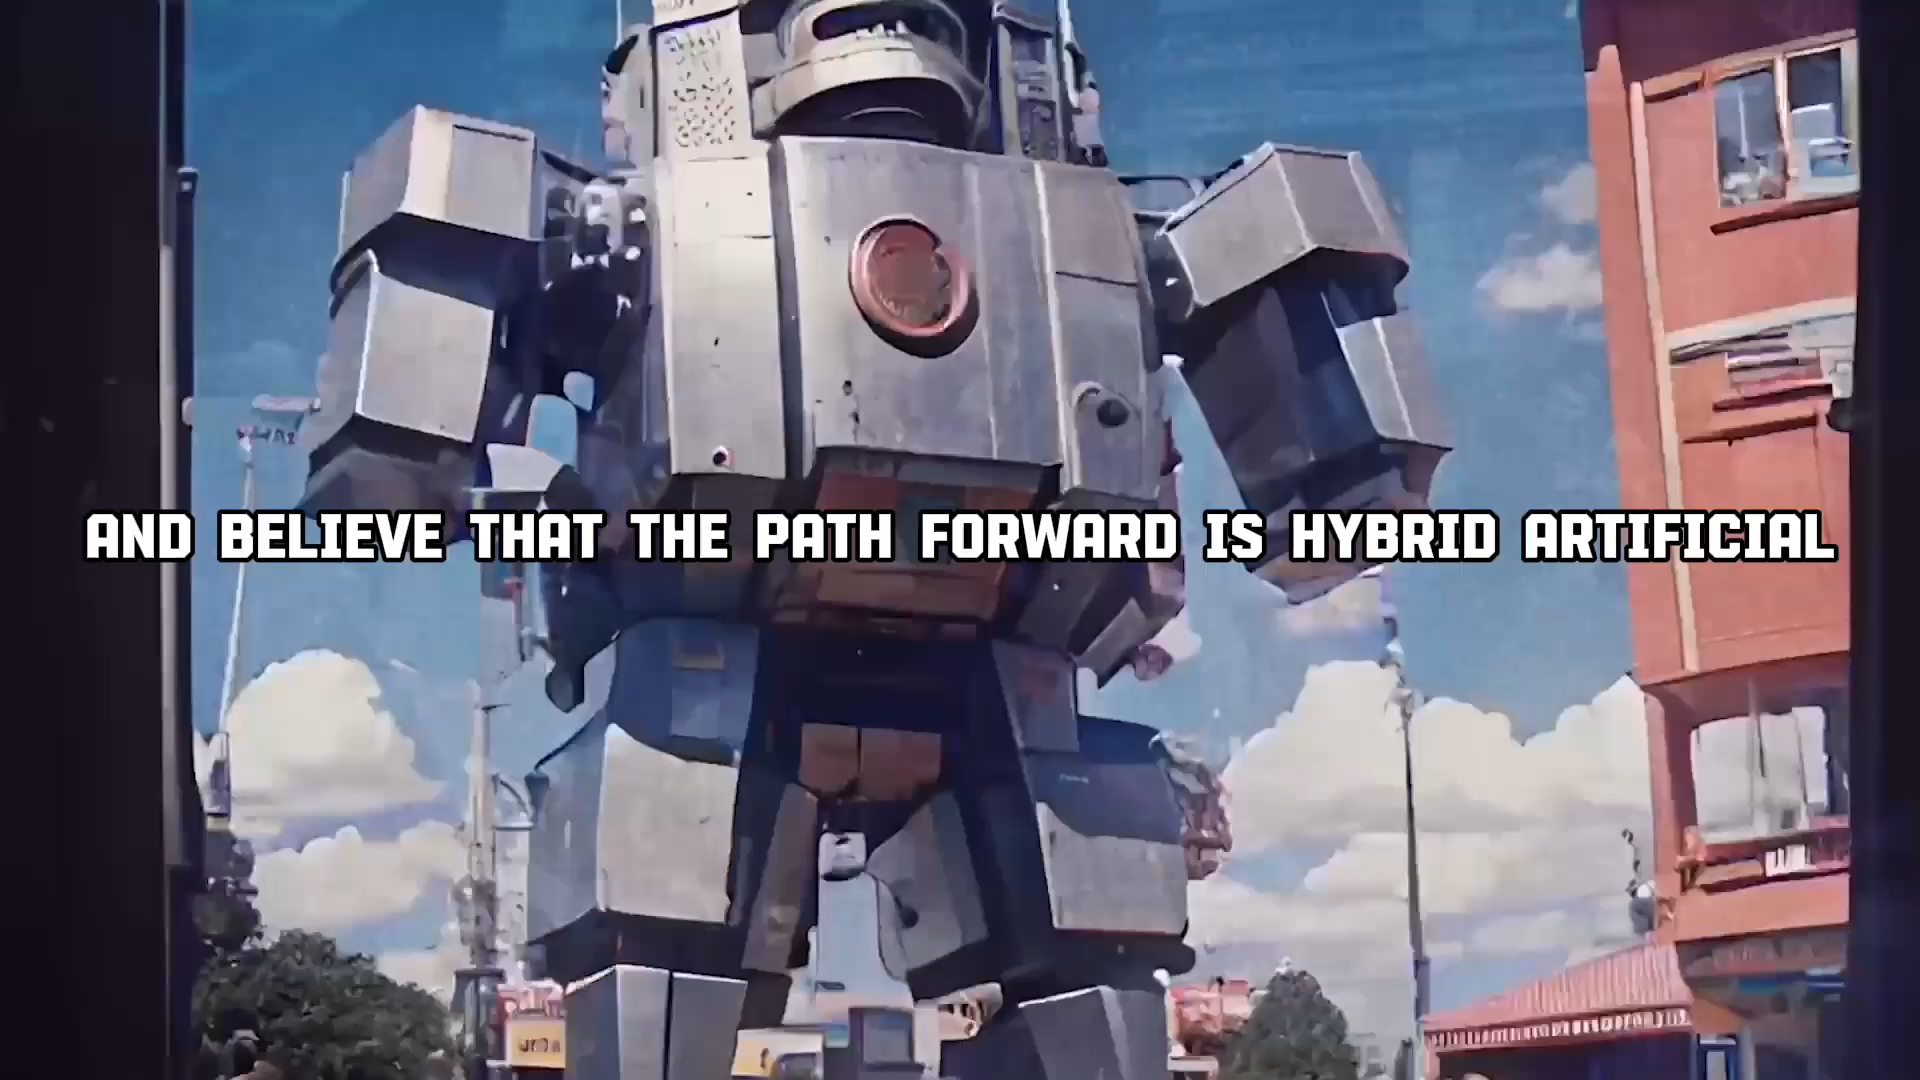 AND BELIEVE THAT THE PATH FORWARD IS HYBRID ARTIFICIAL